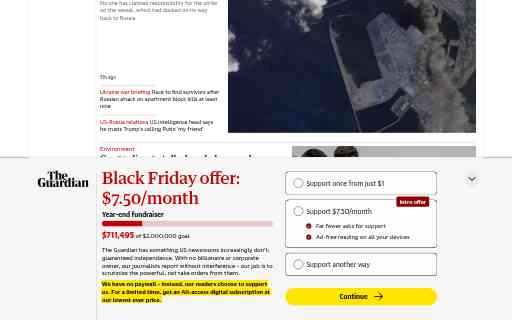 No one has claimed responsibility for the strike
on the vessel, which had docked on its way
back to Russia
15h ago
Ukraine war briefing Race to find survivors after
Russian attack on apartment block kills at least
nine
US-Russia relations US intelligence head says
he trusts Trump's calling Putin 'my friend'
Environment
The
Guardian
Black Friday offer:
$7.50/month
Year-end fundraiser
$711,495 of $2,000,000 goal
The Guardian has something US newsrooms increasingly don't:
guaranteed independence. With no billionaire or corporate
owner, our journalists report without interference – our job is to
scrutinise the powerful, not take orders from them.
We have no paywall – instead, our readers choose to support
us. For a limited time, get an All-access digital subscription at
our lowest ever price.
Support once from just $1
Intro offer
Support $7.50/month
Far fewer asks for support
Ad-free reading on all your devices
Support another way
Continue